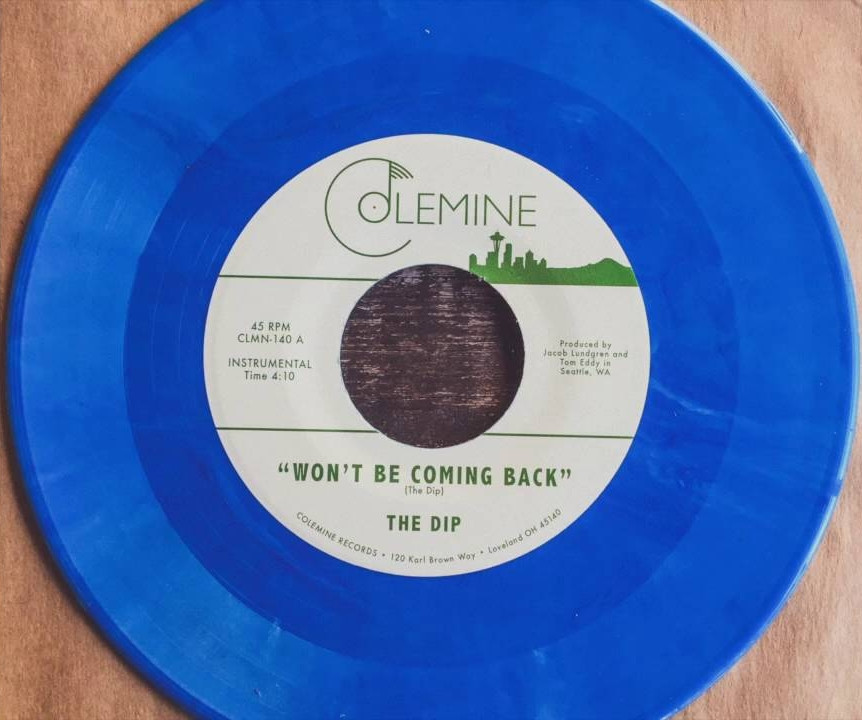 COLEMINE
45 RPM
CLMN-140 A
INSTRUMENTAL
Time 4:10
Produced by
Jacob Lundgren and
Tom Eddy in
Seattle, WA
"WON'T BE COMING BACK"
(The Dip)
THE DIP
COLEMINE RECORDS • 120 Karl Brown Way • Loveland OH 45140